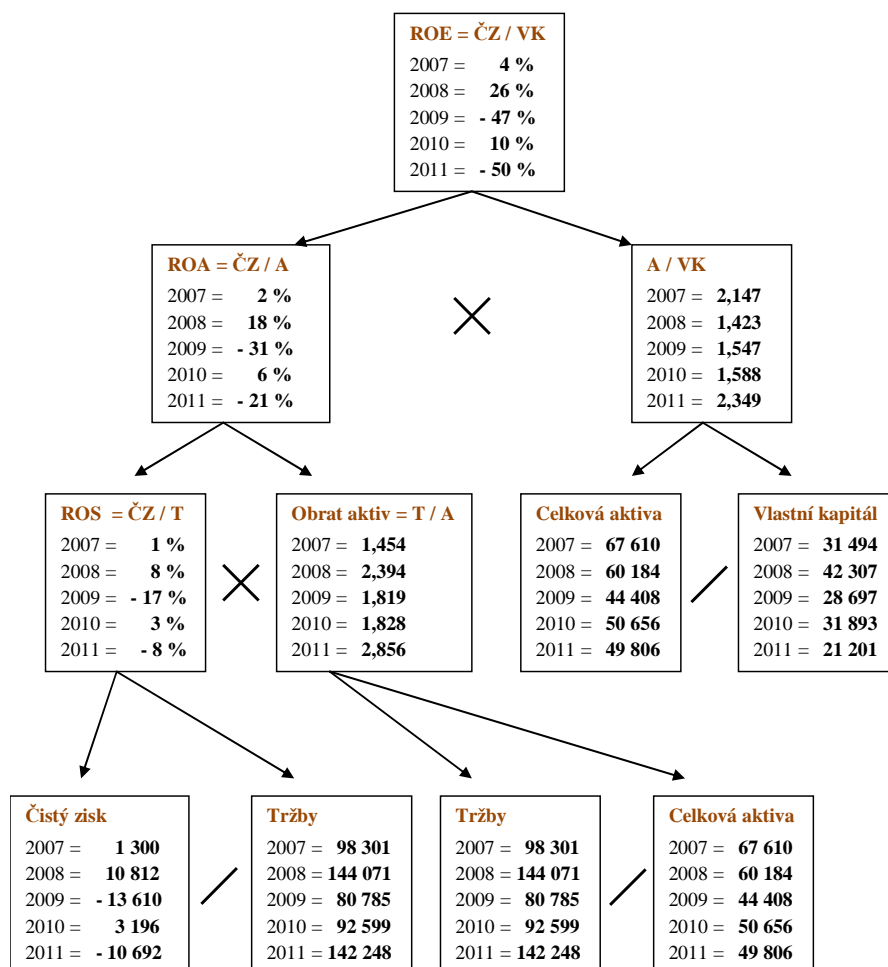 ROE = ČZ / VK
2007 = 4 %
2008 = 26 %
2009 = - 47 %
2010 = 10 %
2011 = - 50 %
ROA = ČZ / A
2007 = 2 %
2008 = 18 %
2009 = - 31 %
2010 = 6 %
2011 = - 21 %
A / VK
2007 = 2,147
2008 = 1,423
2009 = 1,547
2010 = 1,588
2011 = 2,349
ROS = ČZ / T
2007 = 1 %
2008 = 8 %
2009 = - 17 %
2010 = 3 %
2011 = - 8 %
Obrat aktiv = T / A
2007 = 1,454
2008 = 2,394
2009 = 1,819
2010 = 1,828
2011 = 2,856
Celková aktiva
2007 = 67 610
2008 = 60 184
2009 = 44 408
2010 = 50 656
2011 = 49 806
Vlastní kapitál
2007 = 31 494
2008 = 42 307
2009 = 28 697
2010 = 31 893
2011 = 21 201
Čistý zisk
2007 = 1 300
2008 = 10 812
2009 = - 13 610
2010 = 3 196
2011 = - 10 692
Tržby
2007 = 98 301
2008 = 144 071
2009 = 80 785
2010 = 92 599
2011 = 142 248
Tržby
2007 = 98 301
2008 = 144 071
2009 = 80 785
2010 = 92 599
2011 = 142 248
Celková aktiva
2007 = 67 610
2008 = 60 184
2009 = 44 408
2010 = 50 656
2011 = 49 806